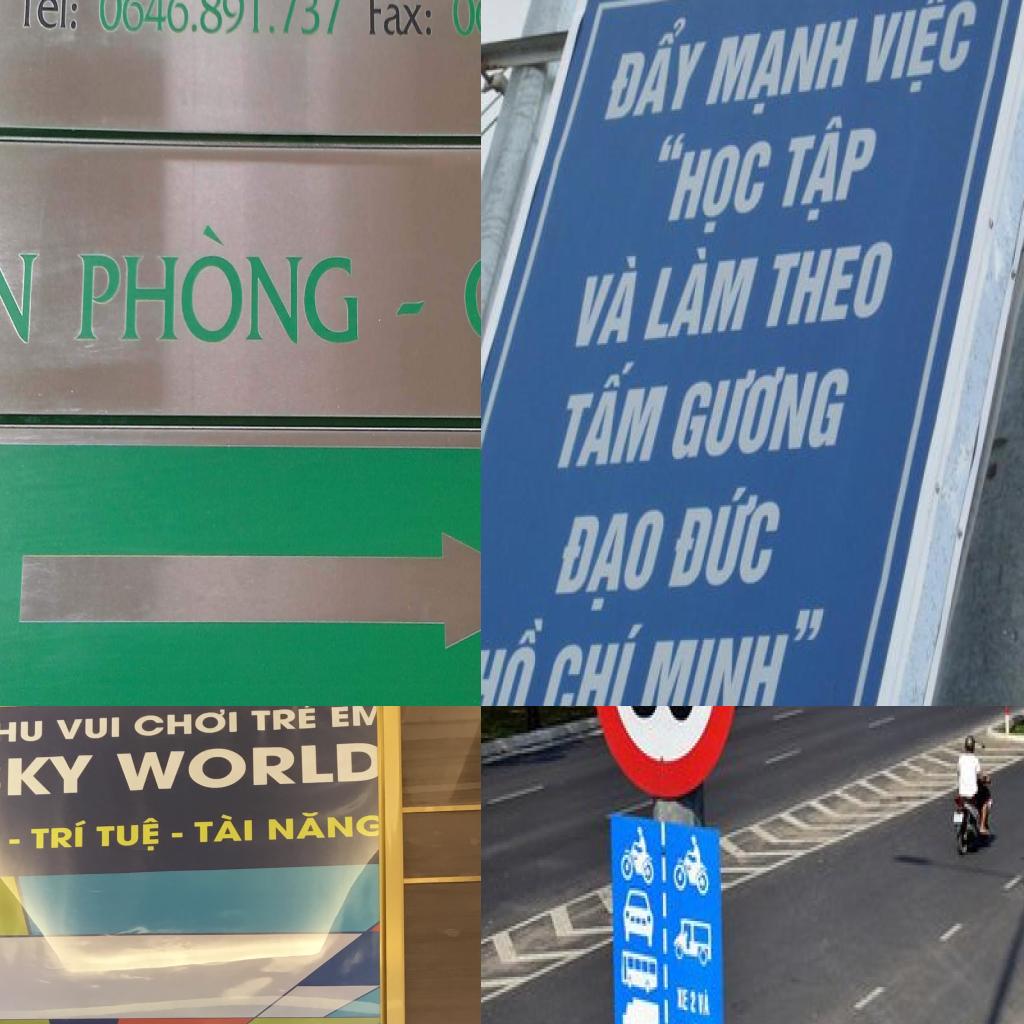 Tel: 0646.891.737 Fax:
PHÒNG -
ĐẨY MẠNH VIỆC
“HỌC TẬP
VÀ LÀM THEO
TẤM GƯƠNG
ĐẠO ĐỨC
HỒ CHÍ MINH”
VUI CHƠI TRẺ EM
WORLD
- TRÍ TUỆ - TÀI NĂNG
XE 2 VÀ